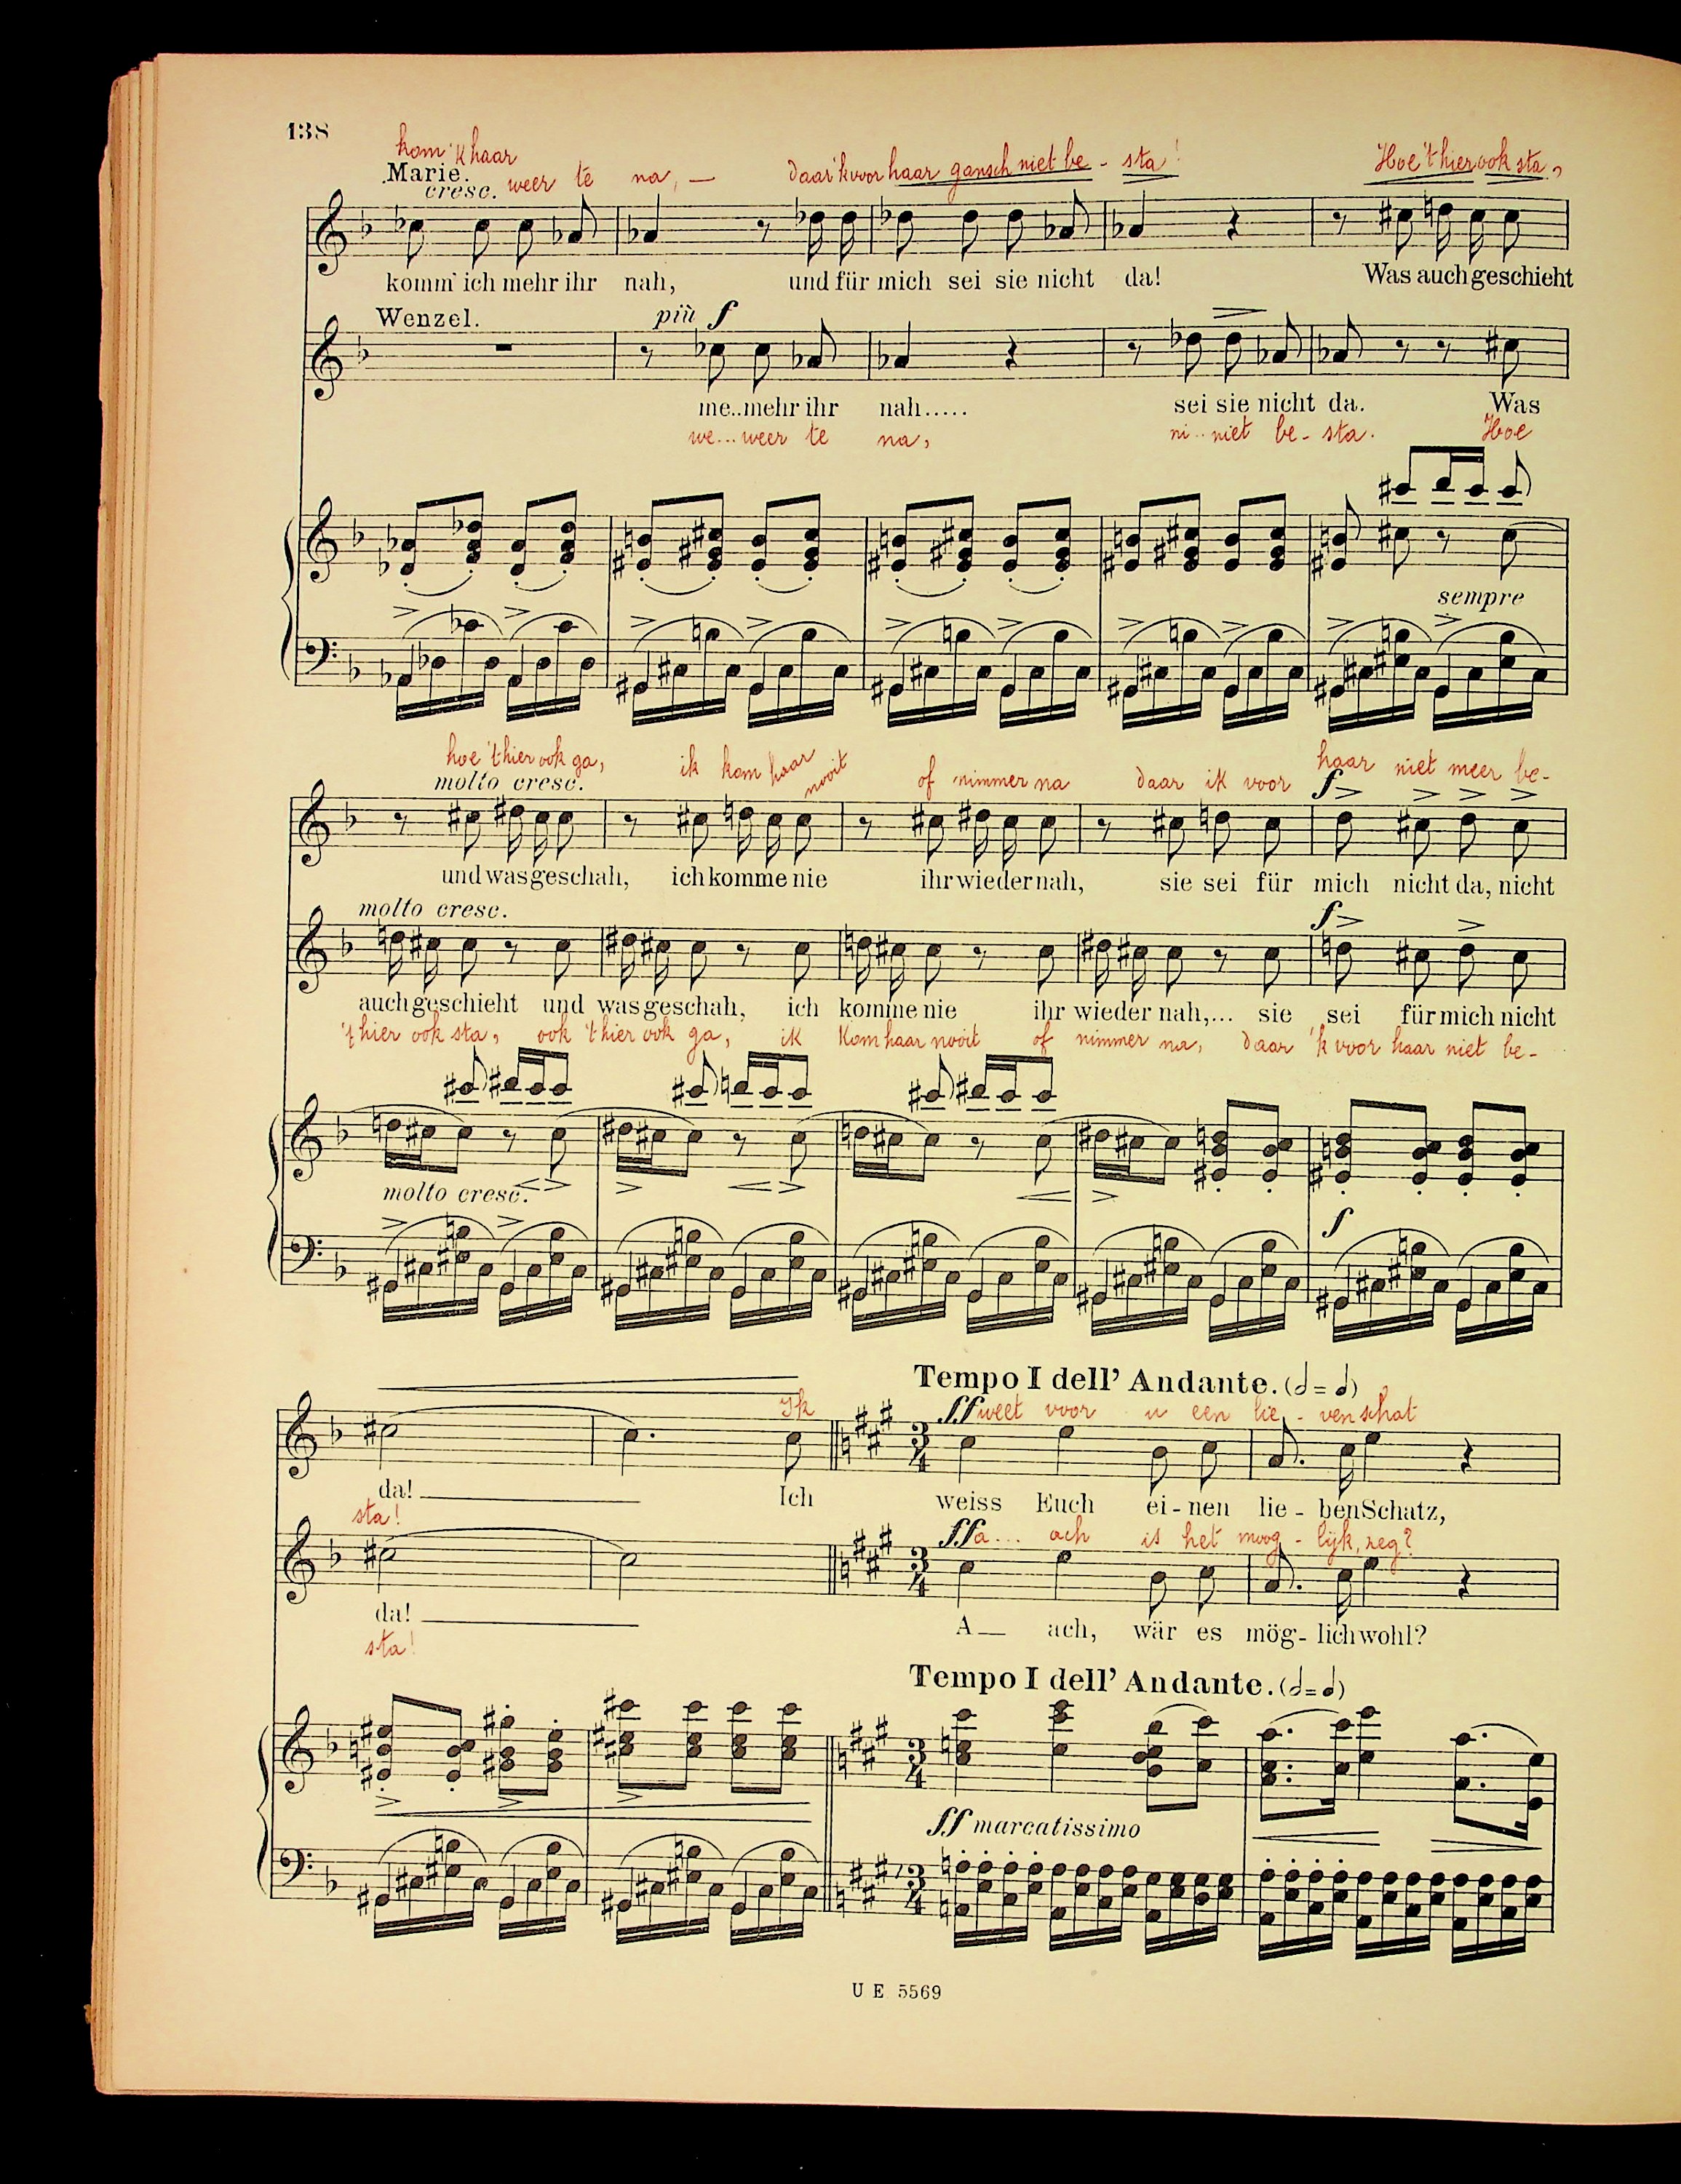 138
kom 'k haar
Marie.
cresc. weer te na, — daar 'k voor haar gansch niet be - sta! Hoe 't hier ook sta,
komm' ich mehr ihr nah, und für mich sei sie nicht da! Was auch geschieht
Wenzel. più f
me..mehr ihr nah..... sei sie nicht da. Was
we...weer te na, ni..niet be-sta. Hoe
sempre
hoe 't hier ook ga, ik kom haar nooit of nimmer na daar ik voor haar niet meer be-
molto cresc. f
und was geschah, ich komme nie ihr wieder nah, sie sei für mich nicht da, nicht
molto cresc. f
auch geschieht und was geschah, ich komme nie ihr wieder nah,... sie sei für mich nicht
't hier ook sta, ook 't hier ook ga, ik Kom haar nooit of nimmer na, daar 'k voor haar niet be-
molto cresc.
f
Tempo I dell' Andante. (𝅗𝅥 = 𝅗𝅥)
Ik ff weet voor u een lie - ven schat
3/4
da! Ich weiss Euch ei - nen lie - ben Schatz,
sta! ff a... ach is het moog - lijk, zeg?
3/4
da! A— ach, wär es mög - lich wohl?
sta!
Tempo I dell' Andante. (𝅗𝅥 = 𝅗𝅥)
3/4
ff marcatissimo
3/4
U E 5569